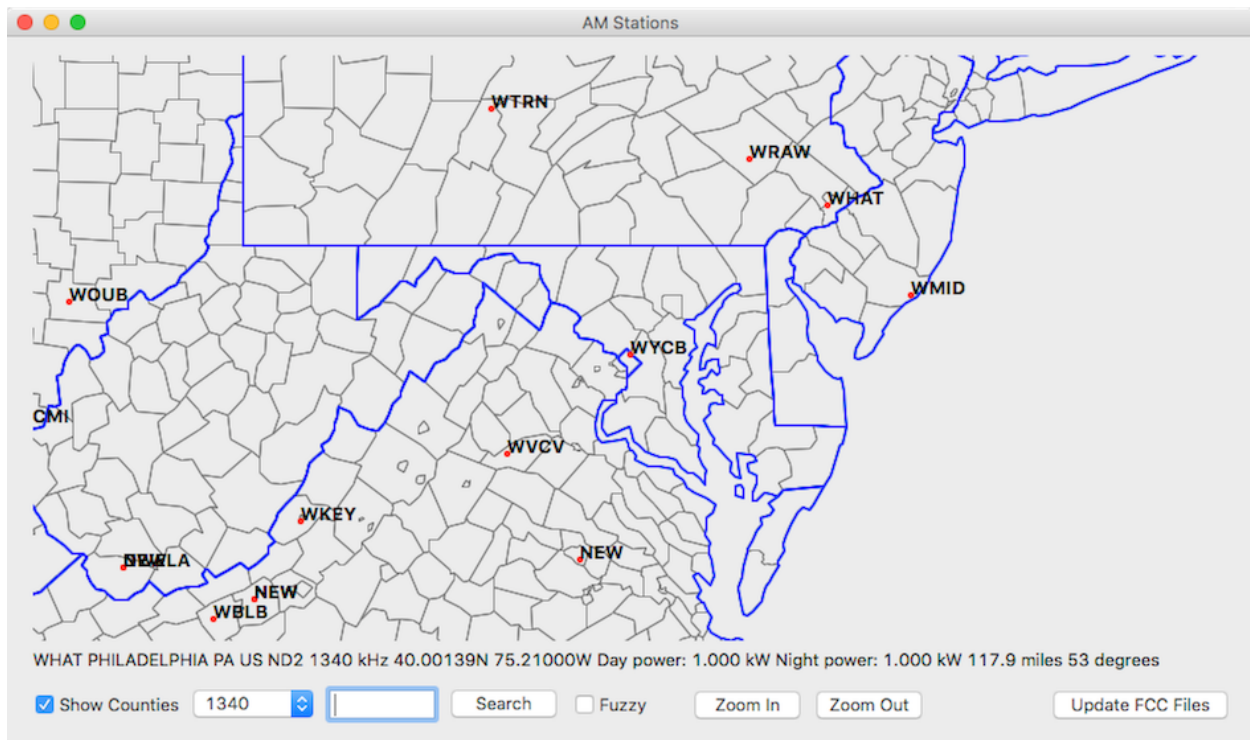 AM Stations
WTRN
WRAW
WHAT
WOUB
WMID
WYCB
CMI
WVCV
WKEY
NEW
NEW
WBLB
WHAT PHILADELPHIA PA US ND2 1340 kHz 40.00139N 75.21000W Day power: 1.000 kW Night power: 1.000 kW 117.9 miles 53 degrees
Show Counties 1340 Search Fuzzy Zoom In Zoom Out Update FCC Files